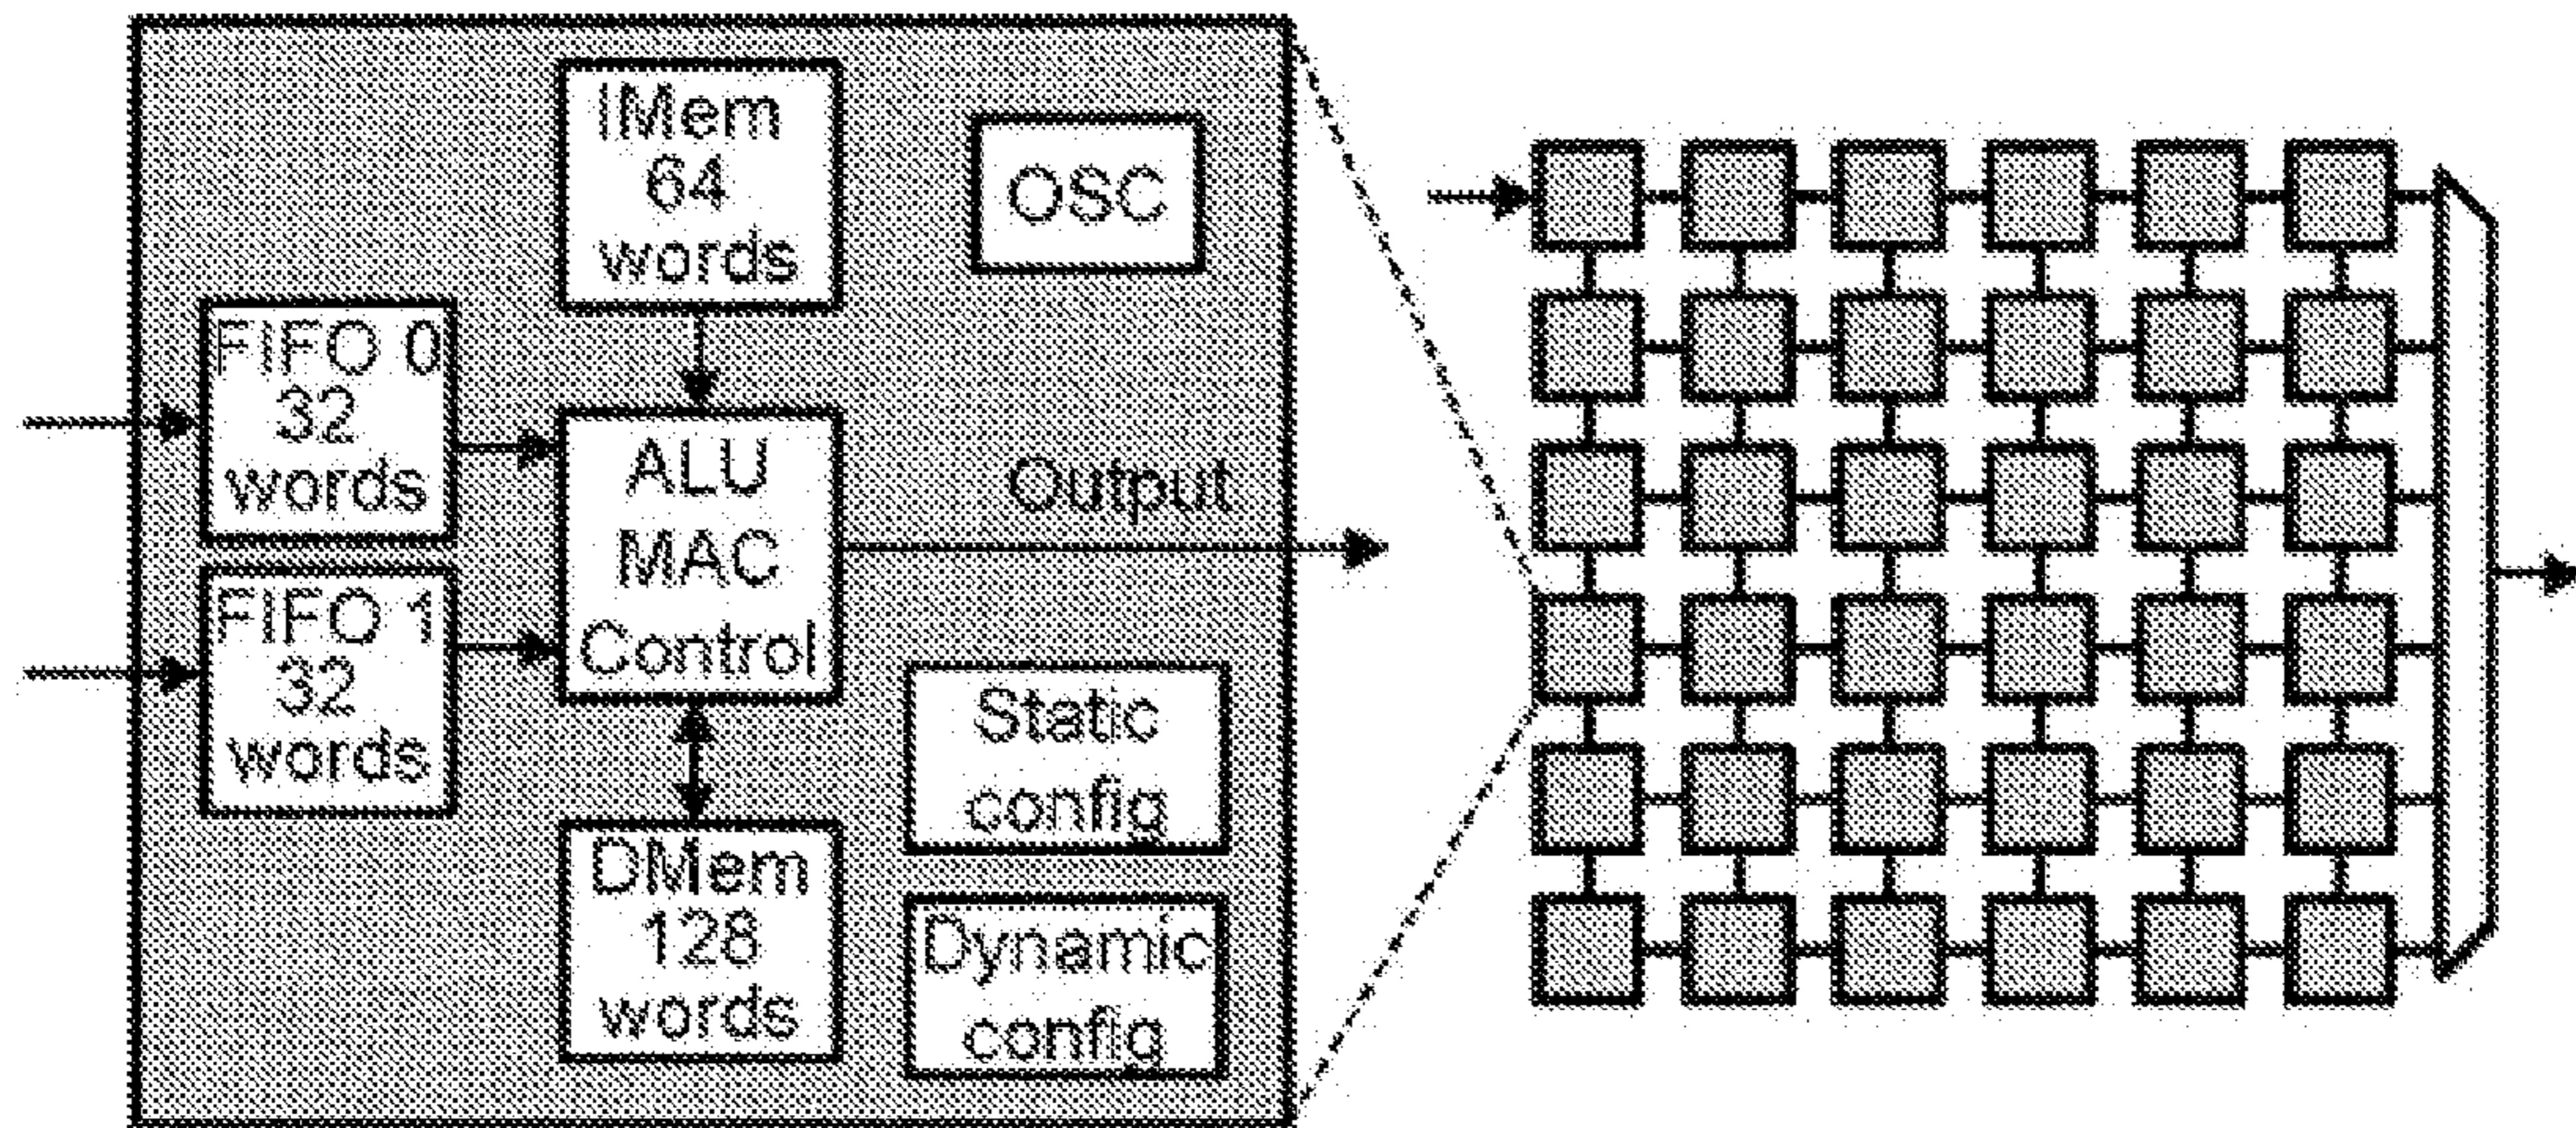 IMem
64
words
OSC
FIFO 0
32
words
ALU
MAC
Control
Output
FIFO 1
32
words
Static
config
DMem
128
words
Dynamic
config